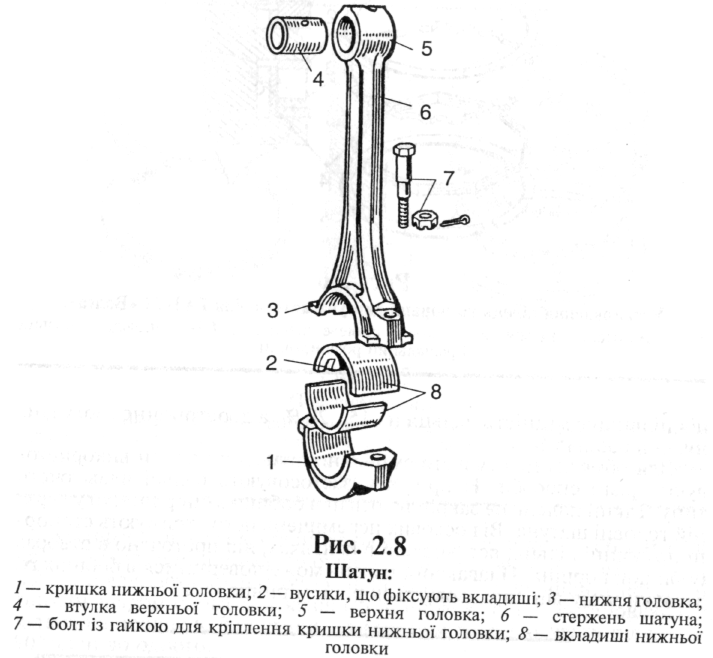 4
5
6
7
3
2
8
1
Рис. 2.8
Шатун:
1 — кришка нижньої головки; 2 — вусики, що фіксують вкладиші; 3 — нижня головка;
4 — втулка верхньої головки; 5 — верхня головка; 6 — стержень шатуна;
7 — болт із гайкою для кріплення кришки нижньої головки; 8 — вкладиші нижньої
головки